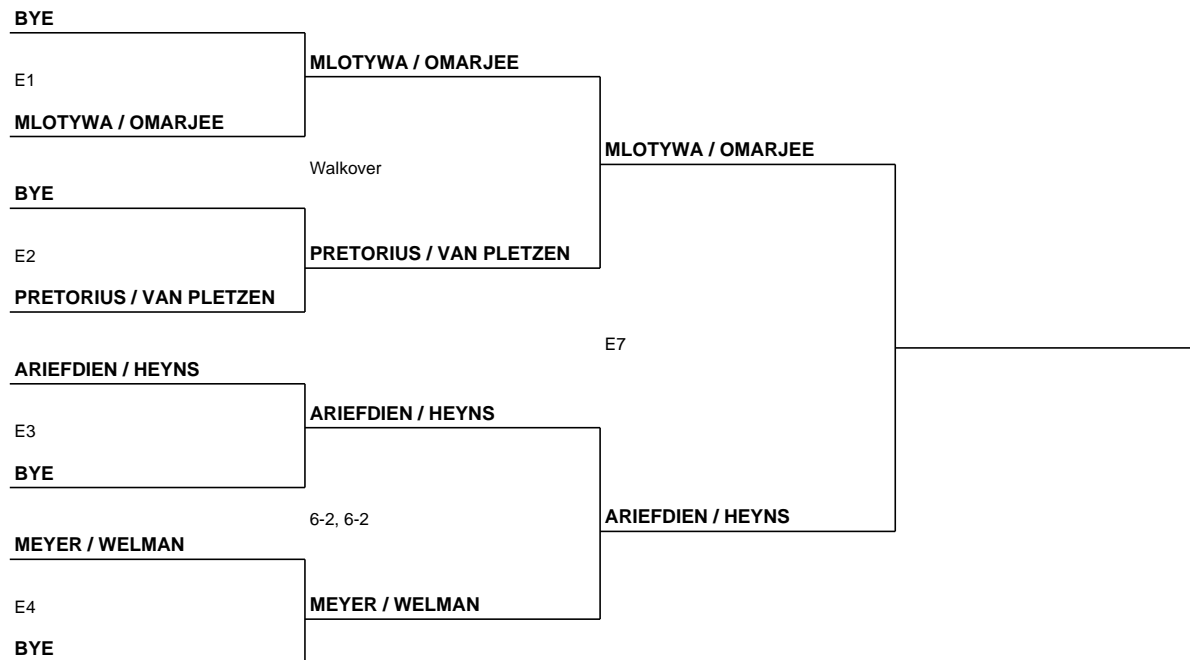 BYE
MLOTYWA / OMARJEE
E1
MLOTYWA / OMARJEE
MLOTYWA / OMARJEE
Walkover
BYE
PRETORIUS / VAN PLETZEN
E2
PRETORIUS / VAN PLETZEN
E7
ARIEFDIEN / HEYNS
ARIEFDIEN / HEYNS
E3
BYE
6-2, 6-2
ARIEFDIEN / HEYNS
MEYER / WELMAN
MEYER / WELMAN
E4
BYE